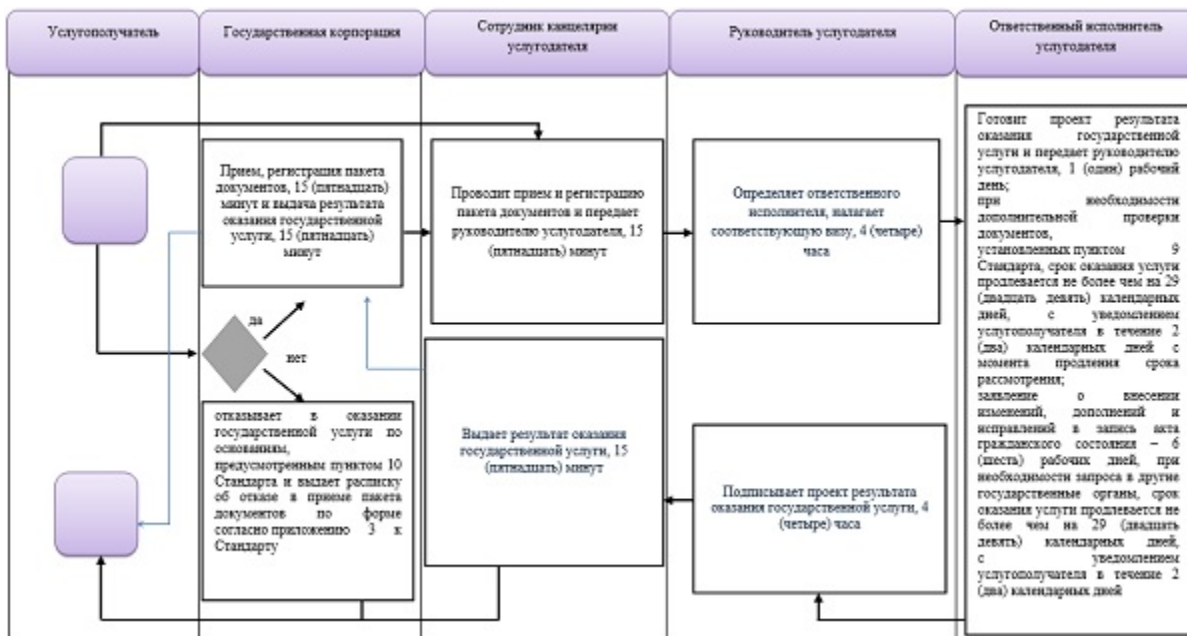 Услугополучатель
Государственная корпорация
Сотрудник канцелярии
услугодателя
Руководитель услугодателя
Ответственный исполнитель
услугодателя
Прием, регистрация пакета
документов, 15 (пятнадцать)
минут и выдача результата
оказания государственной
услуги, 15 (пятнадцать)
минут
Проводит прием и регистрацию
пакета документов и передает
руководителю услугодателя, 15
(пятнадцать) минут
Определяет ответственного
исполнителя, налагает
соответствующую визу, 4 (четыре)
часа
Готовит проект результата
оказания государственной
услуги и передает руководителю
услугодателя, 1 (один) рабочий
день;
при необходимости
дополнительной проверки
документов,
установленных пунктом 9
Стандарта, срок оказания услуги
продлевается не более чем на 29
(двадцать девять) календарных
дней, с уведомлением
услугополучателя в течение 2
(два) календарных дней с
момента продления срока
рассмотрения;
заявление о внесении
изменений, дополнений и
исправлений в запись акта
гражданского состояния – 6
(шесть) рабочих дней, при
необходимости запроса в другие
государственные органы, срок
оказания услуги продлевается не
более чем на 29 (двадцать
девять) календарных дней,
с уведомлением
услугополучателя в течение 2
(два) календарных дней
да
нет
отказывает в оказании
государственной услуги по
основаниям,
предусмотренным пунктом 10
Стандарта и выдает расписку
об отказе в приеме пакета
документов по форме
согласно приложению 3 к
Стандарту
Выдает результат оказания
государственной услуги, 15
(пятнадцать) минут
Подписывает проект результата
оказания государственной услуги, 4
(четыре) часа